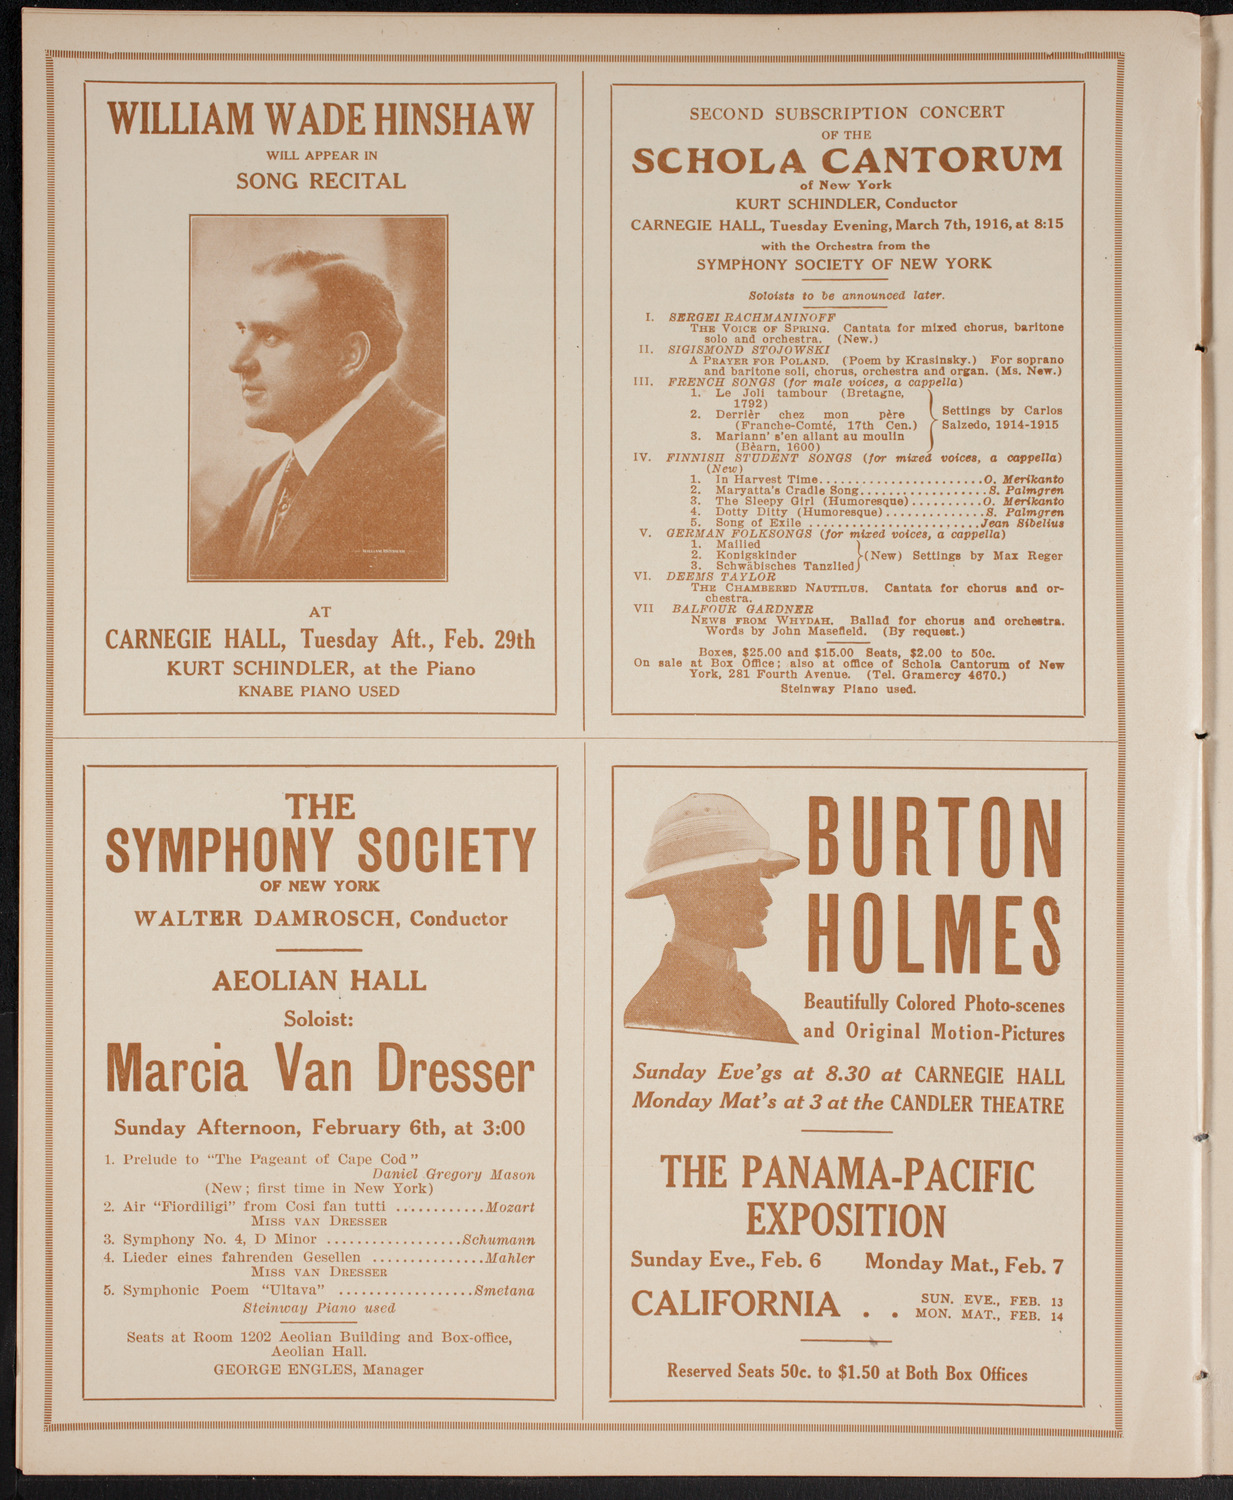 WILLIAM WADE HINSHAW
WILL APPEAR IN
SONG RECITAL
WILLIAM HINSHAW
AT
CARNEGIE HALL, Tuesday Aft., Feb. 29th
KURT SCHINDLER, at the Piano
KNABE PIANO USED
SECOND SUBSCRIPTION CONCERT
OF THE
SCHOLA CANTORUM
of New York
KURT SCHINDLER, Conductor
CARNEGIE HALL, Tuesday Evening, March 7th, 1916, at 8:15
with the Orchestra from the
SYMPHONY SOCIETY OF NEW YORK
Soloists to be announced later.
I. SERGEI RACHMANINOFF
THE VOICE OF SPRING. Cantata for mixed chorus, baritone
solo and orchestra. (New.)
II. SIGISMOND STOJOWSKI
A PRAYER FOR POLAND. (Poem by Krasinsky.) For soprano
and baritone soli, chorus, orchestra and organ. (Ms. New.)
III. FRENCH SONGS (for male voices, a cappella)
1. Le Joli tambour (Bretagne,
1792)
2. Derrièr chez mon père
(Franche-Comté, 17th Cen.)
3. Mariann' s'en allant au moulin
(Bèarn, 1600)
Settings by Carlos
Salzedo, 1914-1915
IV. FINNISH STUDENT SONGS (for mixed voices, a cappella)
(New)
1. In Harvest Time......................O. Merikanto
2. Maryatta's Cradle Song..................S. Palmgren
3. The Sleepy Girl (Humoresque)..........O. Merikanto
4. Dotty Ditty (Humoresque)..............S. Palmgren
5. Song of Exile ........................Jean Sibelius
V. GERMAN FOLKSONGS (for mixed voices, a cappella)
1. Mailied
2. Konigskinder
3. Schwäbisches Tanzlied
(New) Settings by Max Reger
VI. DEEMS TAYLOR
THE CHAMBERED NAUTILUS. Cantata for chorus and or-
chestra.
VII BALFOUR GARDNER
NEWS FROM WHYDAH. Ballad for chorus and orchestra.
Words by John Masefield. (By request.)
Boxes, $25.00 and $15.00 Seats, $2.00 to 50c.
On sale at Box Office; also at office of Schola Cantorum of New
York, 281 Fourth Avenue. (Tel. Gramercy 4670.)
Steinway Piano used.
THE
SYMPHONY SOCIETY
OF NEW YORK
WALTER DAMROSCH, Conductor
AEOLIAN HALL
Soloist:
Marcia Van Dresser
Sunday Afternoon, February 6th, at 3:00
1. Prelude to "The Pageant of Cape Cod"
Daniel Gregory Mason
(New; first time in New York)
2. Air "Fiordiligi" from Cosi fan tutti ............Mozart
MISS VAN DRESSER
3. Symphony No. 4, D Minor ..................Schumann
4. Lieder eines fahrenden Gesellen ...............Mahler
MISS VAN DRESSER
5. Symphonic Poem "Ultava" ..................Smetana
Steinway Piano used
Seats at Room 1202 Aeolian Building and Box-office,
Aeolian Hall.
GEORGE ENGLES, Manager
BURTON
HOLMES
Beautifully Colored Photo-scenes
and Original Motion-Pictures
Sunday Eve'gs at 8.30 at CARNEGIE HALL
Monday Mat's at 3 at the CANDLER THEATRE
THE PANAMA-PACIFIC
EXPOSITION
Sunday Eve., Feb. 6 Monday Mat., Feb. 7
CALIFORNIA . . SUN. EVE., FEB. 13
MON. MAT., FEB. 14
Reserved Seats 50c. to $1.50 at Both Box Offices